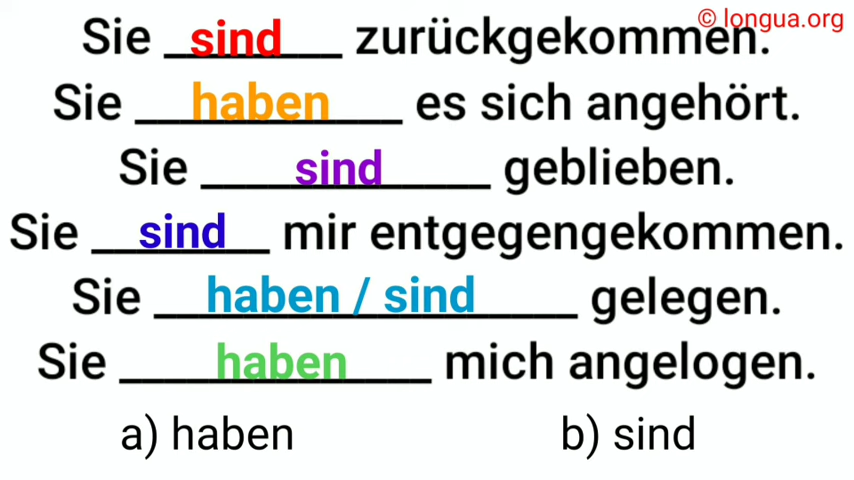 © longua.org
Sie sind zurückgekommen.
Sie haben es sich angehört.
Sie sind geblieben.
Sie sind mir entgegengekommen.
Sie haben / sind gelegen.
Sie haben mich angelogen.
a) haben b) sind